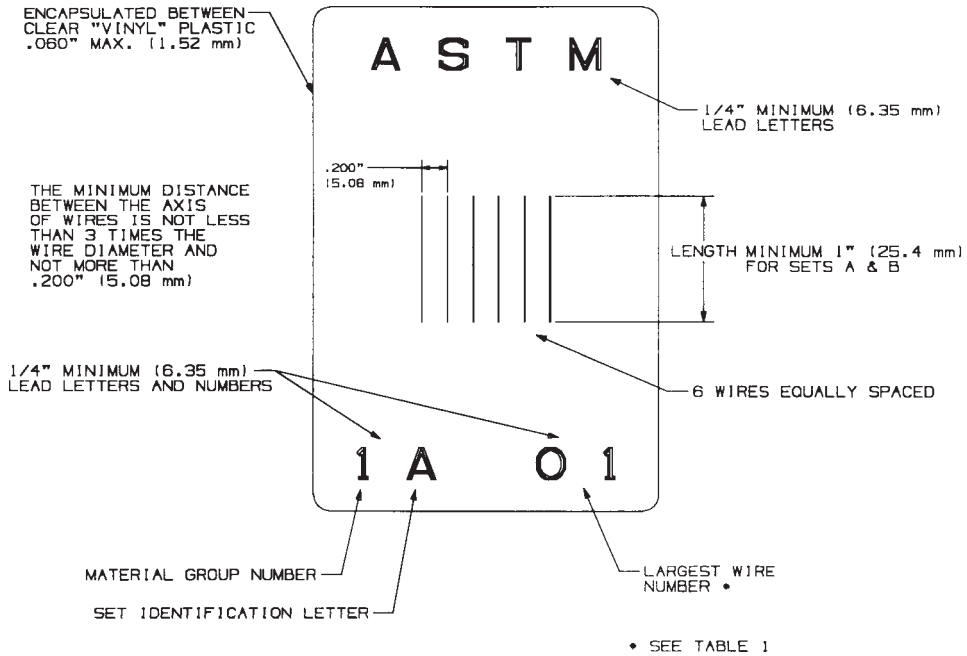 ENCAPSULATED BETWEEN
CLEAR "VINYL" PLASTIC
.060" MAX. (1.52 mm)
A S T M
1/4" MINIMUM (6.35 mm)
LEAD LETTERS
.200"
(5.08 mm)
THE MINIMUM DISTANCE
BETWEEN THE AXIS
OF WIRES IS NOT LESS
THAN 3 TIMES THE
WIRE DIAMETER AND
NOT MORE THAN
.200" (5.08 mm)
LENGTH MINIMUM 1" (25.4 mm)
FOR SETS A & B
1/4" MINIMUM (6.35 mm)
LEAD LETTERS AND NUMBERS
6 WIRES EQUALLY SPACED
1 A 0 1
MATERIAL GROUP NUMBER
SET IDENTIFICATION LETTER
LARGEST WIRE
NUMBER •
• SEE TABLE 1